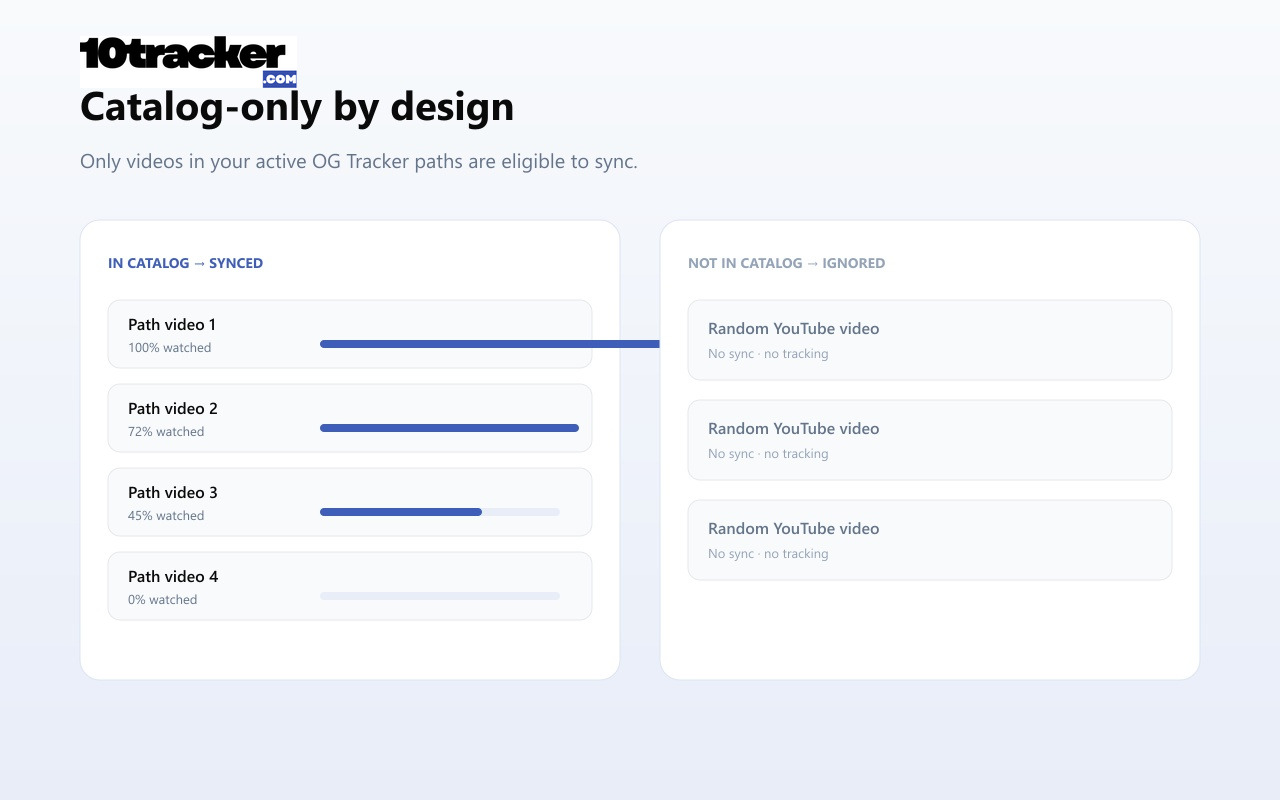 10tracker
.COM
Catalog-only by design
Only videos in your active OG Tracker paths are eligible to sync.
IN CATALOG → SYNCED
Path video 1
100% watched
Path video 2
72% watched
Path video 3
45% watched
Path video 4
0% watched
NOT IN CATALOG → IGNORED
Random YouTube video
No sync · no tracking
Random YouTube video
No sync · no tracking
Random YouTube video
No sync · no tracking